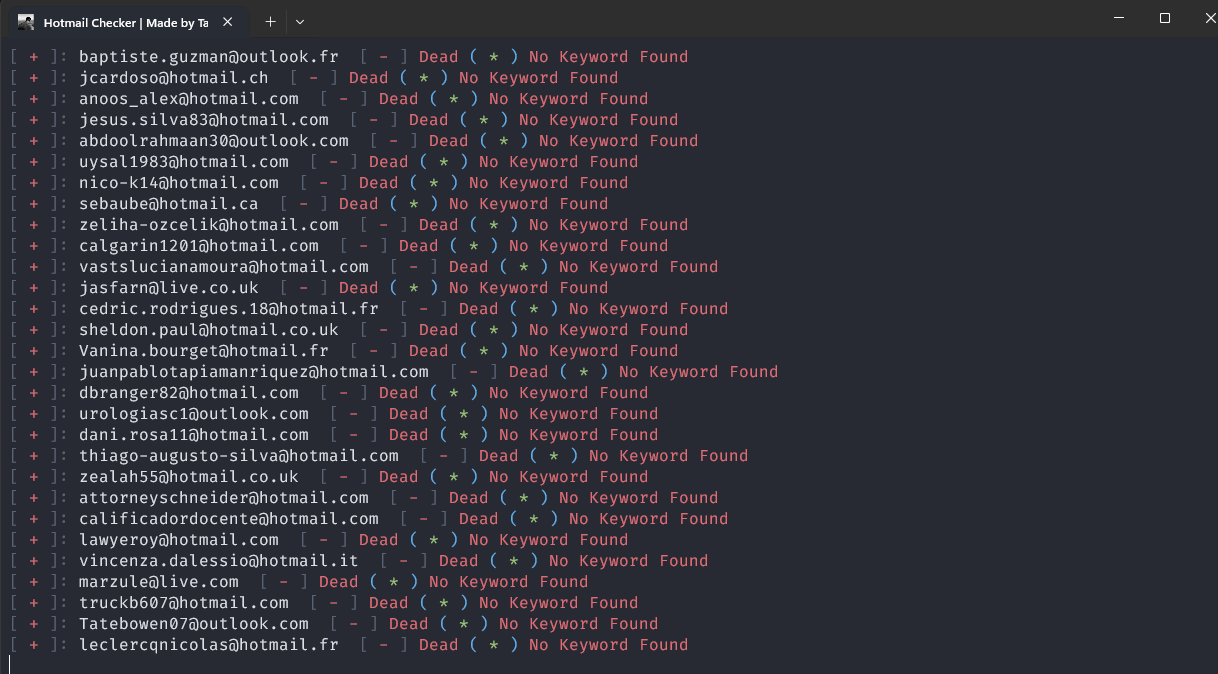 Hotmail Checker | Made by Ta
[ + ]: baptiste.guzman@outlook.fr [ - ] Dead ( * ) No Keyword Found
[ + ]: jcardoso@hotmail.ch [ - ] Dead ( * ) No Keyword Found
[ + ]: anoos_alex@hotmail.com [ - ] Dead ( * ) No Keyword Found
[ + ]: jesus.silva83@hotmail.com [ - ] Dead ( * ) No Keyword Found
[ + ]: abdoolrahmaan30@outlook.com [ - ] Dead ( * ) No Keyword Found
[ + ]: uysal1983@hotmail.com [ - ] Dead ( * ) No Keyword Found
[ + ]: nico-k14@hotmail.com [ - ] Dead ( * ) No Keyword Found
[ + ]: sebaube@hotmail.ca [ - ] Dead ( * ) No Keyword Found
[ + ]: zeliha-ozcelik@hotmail.com [ - ] Dead ( * ) No Keyword Found
[ + ]: calgarin1201@hotmail.com [ - ] Dead ( * ) No Keyword Found
[ + ]: vastslucianamoura@hotmail.com [ - ] Dead ( * ) No Keyword Found
[ + ]: jasfarn@live.co.uk [ - ] Dead ( * ) No Keyword Found
[ + ]: cedric.rodrigues.18@hotmail.fr [ - ] Dead ( * ) No Keyword Found
[ + ]: sheldon.paul@hotmail.co.uk [ - ] Dead ( * ) No Keyword Found
[ + ]: Vanina.bourget@hotmail.fr [ - ] Dead ( * ) No Keyword Found
[ + ]: juanpablotapiamanriquez@hotmail.com [ - ] Dead ( * ) No Keyword Found
[ + ]: dbranger82@hotmail.com [ - ] Dead ( * ) No Keyword Found
[ + ]: urologiasc1@outlook.com [ - ] Dead ( * ) No Keyword Found
[ + ]: dani.rosa11@hotmail.com [ - ] Dead ( * ) No Keyword Found
[ + ]: thiago-augusto-silva@hotmail.com [ - ] Dead ( * ) No Keyword Found
[ + ]: zealah55@hotmail.co.uk [ - ] Dead ( * ) No Keyword Found
[ + ]: attorneyschneider@hotmail.com [ - ] Dead ( * ) No Keyword Found
[ + ]: calificadordocente@hotmail.com [ - ] Dead ( * ) No Keyword Found
[ + ]: lawyeroy@hotmail.com [ - ] Dead ( * ) No Keyword Found
[ + ]: vincenza.dalessio@hotmail.it [ - ] Dead ( * ) No Keyword Found
[ + ]: marzule@live.com [ - ] Dead ( * ) No Keyword Found
[ + ]: truckb607@hotmail.com [ - ] Dead ( * ) No Keyword Found
[ + ]: Tatebowen07@outlook.com [ - ] Dead ( * ) No Keyword Found
[ + ]: leclercqnicolas@hotmail.fr [ - ] Dead ( * ) No Keyword Found